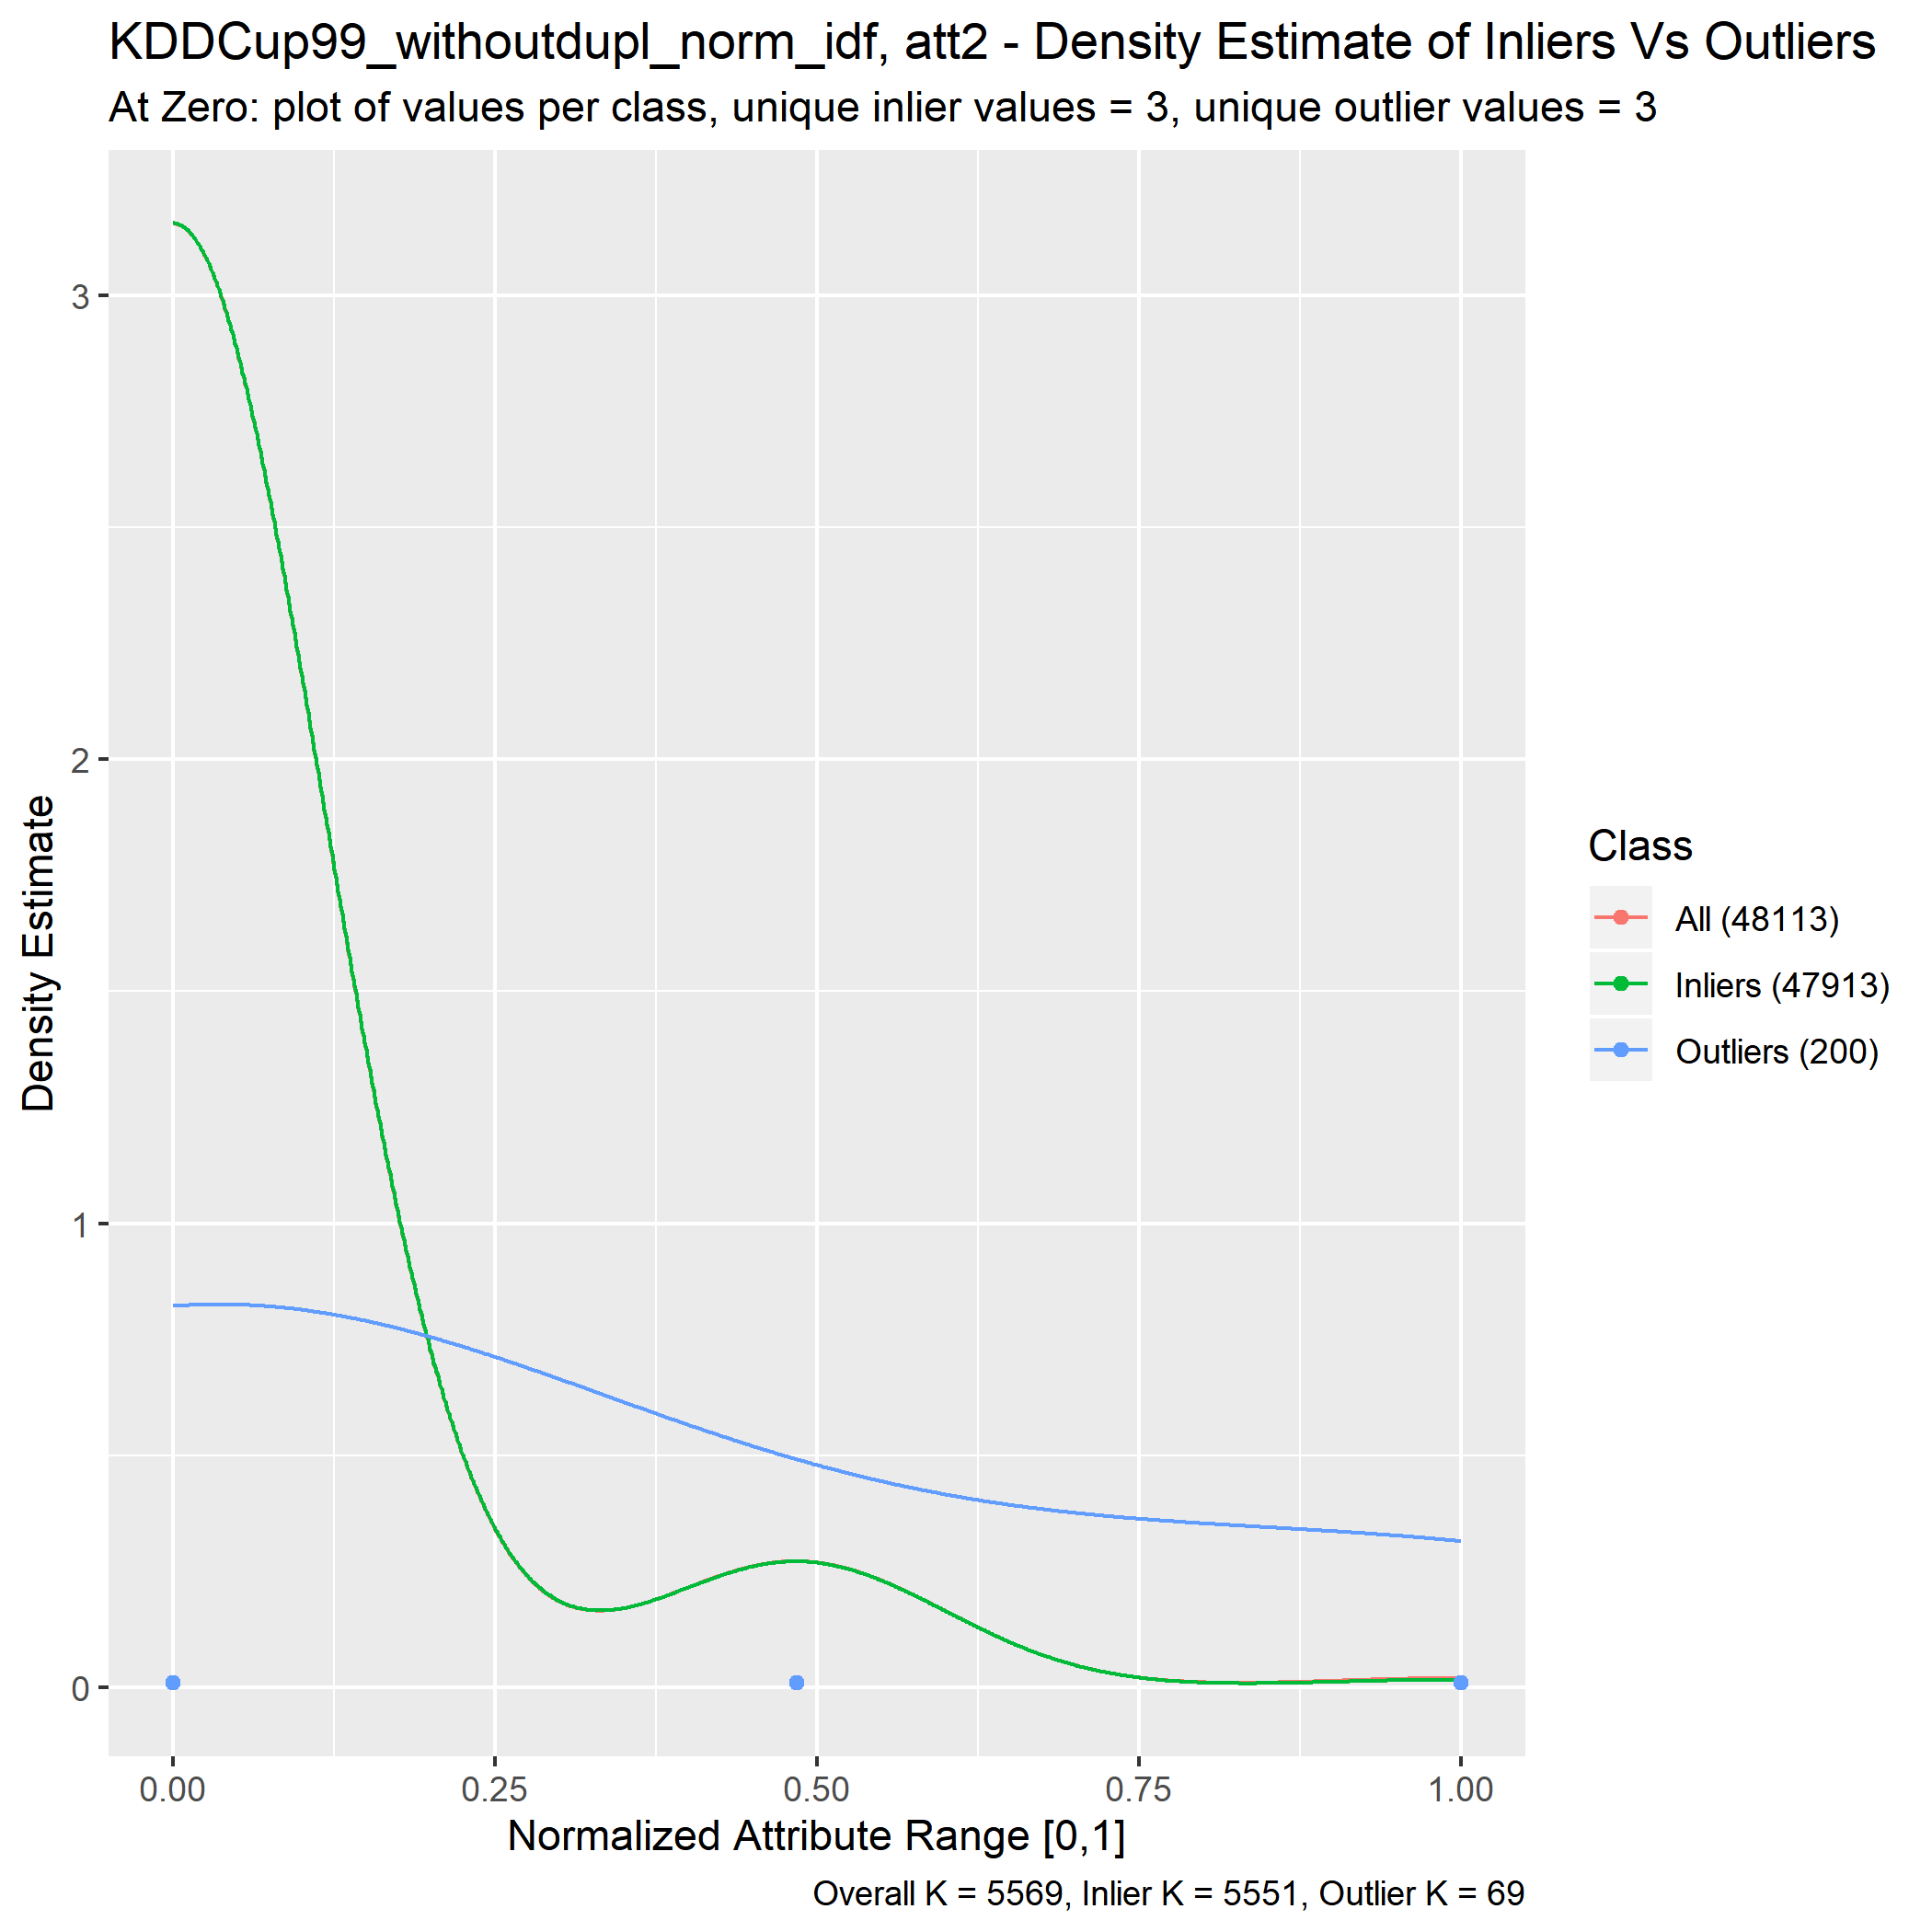 KDDCup99_withoutdupl_norm_idf, att2 - Density Estimate of Inliers Vs Outliers
At Zero: plot of values per class, unique inlier values = 3, unique outlier values = 3
3
2
1
0
Density Estimate
0.00
0.25
0.50
0.75
1.00
Normalized Attribute Range [0,1]
Overall K = 5569, Inlier K = 5551, Outlier K = 69
Class
All (48113)
Inliers (47913)
Outliers (200)